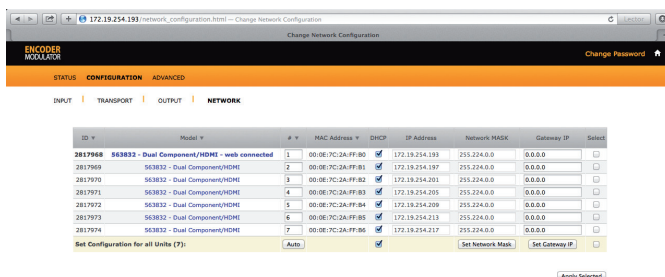 172.19.254.193/network_configuration.html — Change Network Configuration
Lector
Change Network Configuration
ENCODER
MODULATOR
Change Password
STATUS CONFIGURATION ADVANCED
INPUT TRANSPORT OUTPUT NETWORK
ID Model # MAC Address DHCP IP Address Network MASK Gateway IP Select
2817968 563832 - Dual Component/HDMI - web connected 1 00:0E:7C:2A:FF:B0 172.19.254.193 255.224.0.0 0.0.0.0
2817969 563832 - Dual Component/HDMI 2 00:0E:7C:2A:FF:B1 172.19.254.197 255.224.0.0 0.0.0.0
2817970 563832 - Dual Component/HDMI 3 00:0E:7C:2A:FF:B2 172.19.254.201 255.224.0.0 0.0.0.0
2817971 563832 - Dual Component/HDMI 4 00:0E:7C:2A:FF:B3 172.19.254.205 255.224.0.0 0.0.0.0
2817972 563832 - Dual Component/HDMI 5 00:0E:7C:2A:FF:B4 172.19.254.209 255.224.0.0 0.0.0.0
2817973 563832 - Dual Component/HDMI 6 00:0E:7C:2A:FF:B5 172.19.254.213 255.224.0.0 0.0.0.0
2817974 563832 - Dual Component/HDMI 7 00:0E:7C:2A:FF:B6 172.19.254.217 255.224.0.0 0.0.0.0
Set Configuration for all Units (7): Auto Set Network Mask Set Gateway IP
Apply Selected